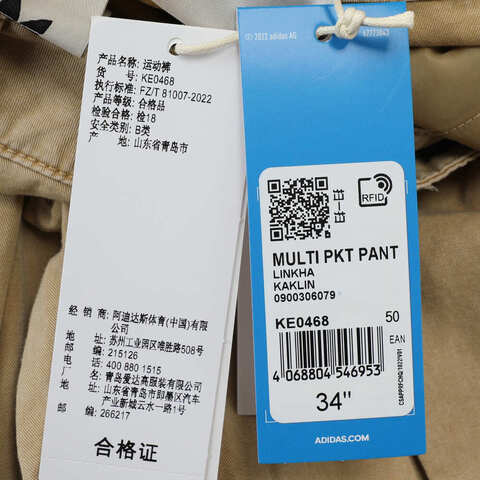 产品名称: 运动裤
货 号: KE0468
执行标准: FZ/T 81007-2022
产品等级: 合格品
检验合格: 检18
安全类别: B类
产 地: 山东省青岛市
经 销 商: 阿迪达斯体育(中国)有限
公司
地 址: 苏州工业园区唯胜路508号
邮 编: 215126
电 话: 400 880 1515
厂 商: 青岛爱达高服装有限公司
地 址: 山东省青岛市即墨区汽车
产业新城云水一路1号
邮 编: 266217
合格证
© 2022 adidas AG
RFID
MULTI PKT PANT
LINKHA
KAKLIN
0900306079
KE0468
50
EAN
4 068804 546953
34"
ADIDAS.COM